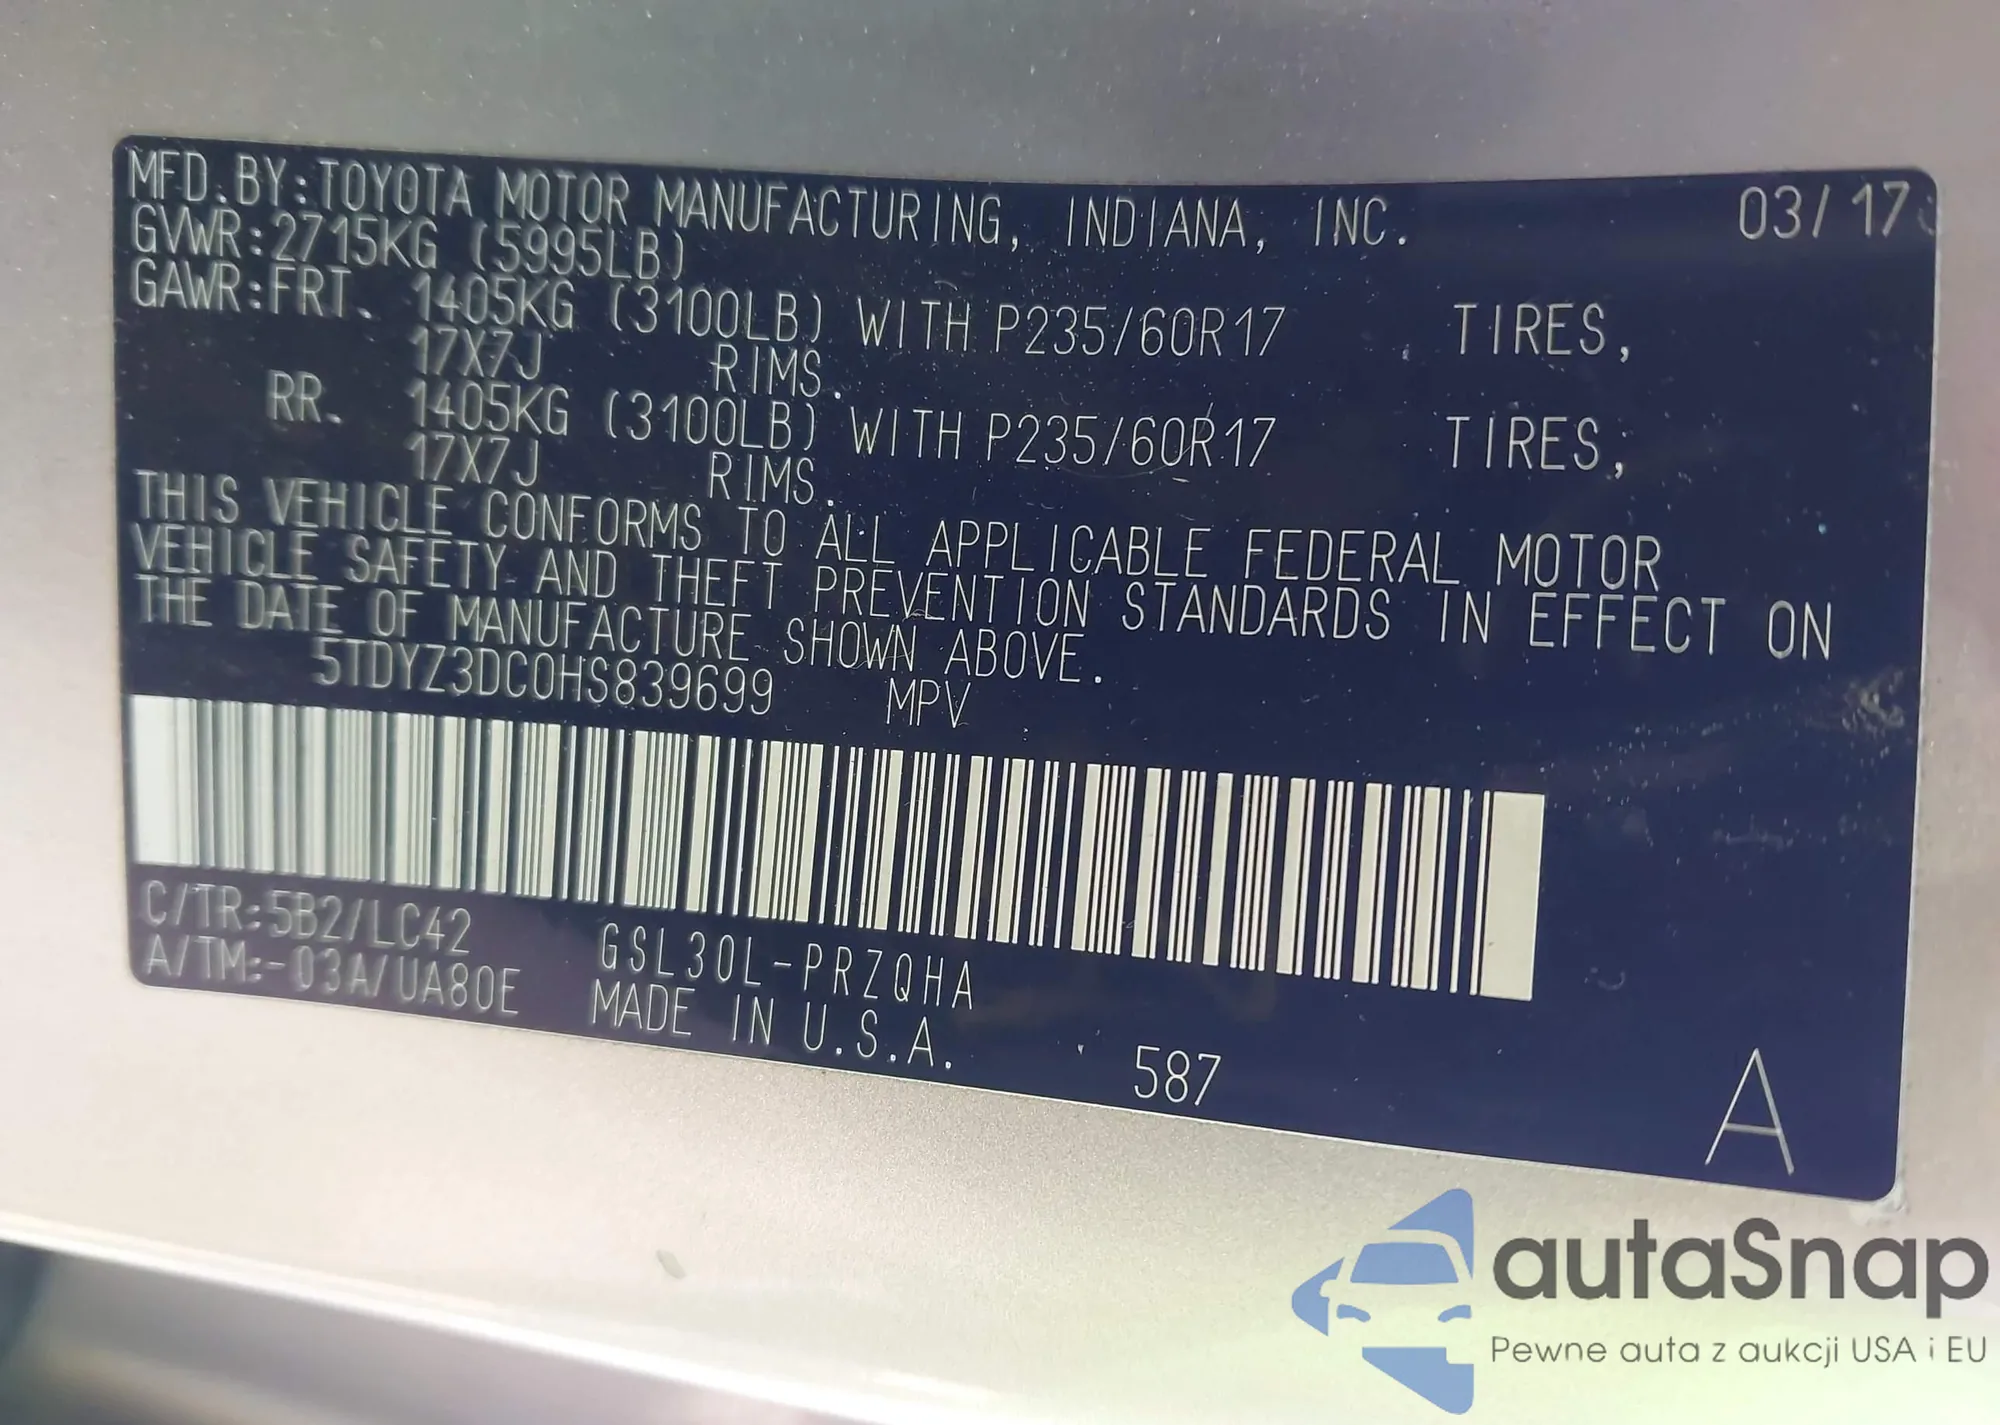 MFD.BY:TOYOTA MOTOR MANUFACTURING, INDIANA, INC. 03/17
GVWR:2715KG (5995LB)
GAWR:FRT. 1405KG (3100LB) WITH P235/60R17 TIRES,
17X7J RIMS.
RR. 1405KG (3100LB) WITH P235/60R17 TIRES,
17X7J RIMS.
THIS VEHICLE CONFORMS TO ALL APPLICABLE FEDERAL MOTOR
VEHICLE SAFETY AND THEFT PREVENTION STANDARDS IN EFFECT ON
THE DATE OF MANUFACTURE SHOWN ABOVE.
5TDYZ3DC0HS839699 MPV
C/TR:5B2/LC42 GSL30L-PRZQHA
A/TM:-03A/UA80E MADE IN U.S.A. 587
A
autaSnap
Pewne auta z aukcji USA i EU